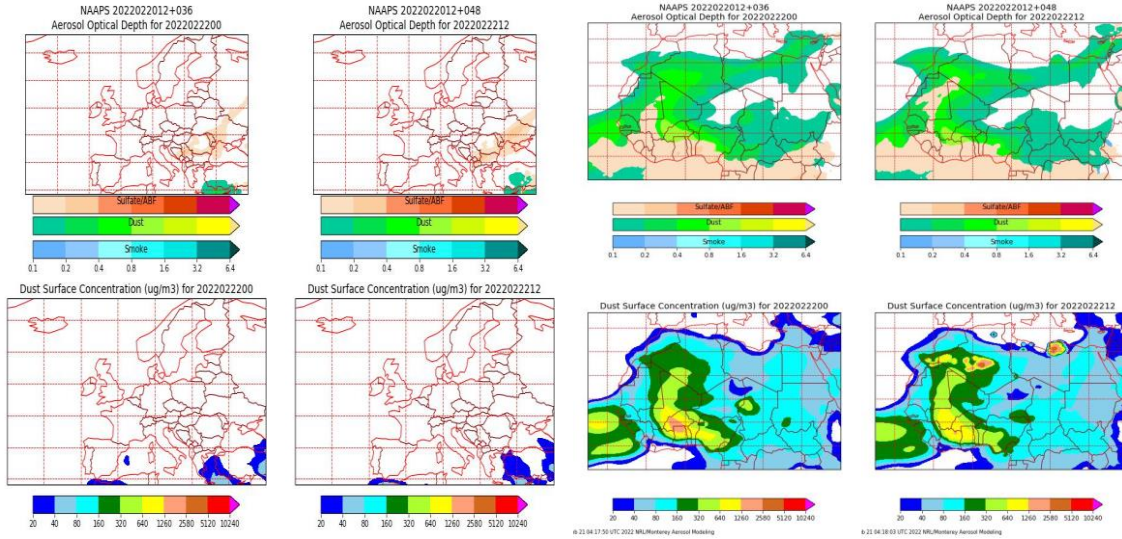 NAAPS 2022022012+036
Aerosol Optical Depth for 2022022200
Sulfate/ABF
Dust
Smoke
0.1 0.2 0.4 0.8 1.6 3.2 6.4
NAAPS 2022022012+048
Aerosol Optical Depth for 2022022212
Sulfate/ABF
Dust
Smoke
0.1 0.2 0.4 0.8 1.6 3.2 6.4
NAAPS 2022022012+036
Aerosol Optical Depth for 2022022200
Sulfate/ABF
Dust
Smoke
0.1 0.2 0.4 0.8 1.6 3.2 6.4
NAAPS 2022022012+048
Aerosol Optical Depth for 2022022212
Sulfate/ABF
Dust
Smoke
0.1 0.2 0.4 0.8 1.6 3.2 6.4
Dust Surface Concentration (ug/m3) for 2022022200
20 40 80 160 320 640 1260 2580 5120 10240
Dust Surface Concentration (ug/m3) for 2022022212
20 40 80 160 320 640 1260 2580 5120 10240
Dust Surface Concentration (ug/m3) for 2022022200
20 40 80 160 320 640 1260 2580 5120 10240
b 21 04:17:50 UTC 2022 NRL/Monterey Aerosol Modeling
Dust Surface Concentration (ug/m3) for 2022022212
20 40 80 160 320 640 1260 2580 5120 10240
b 21 04:18:03 UTC 2022 NRL/Monterey Aerosol Modeling